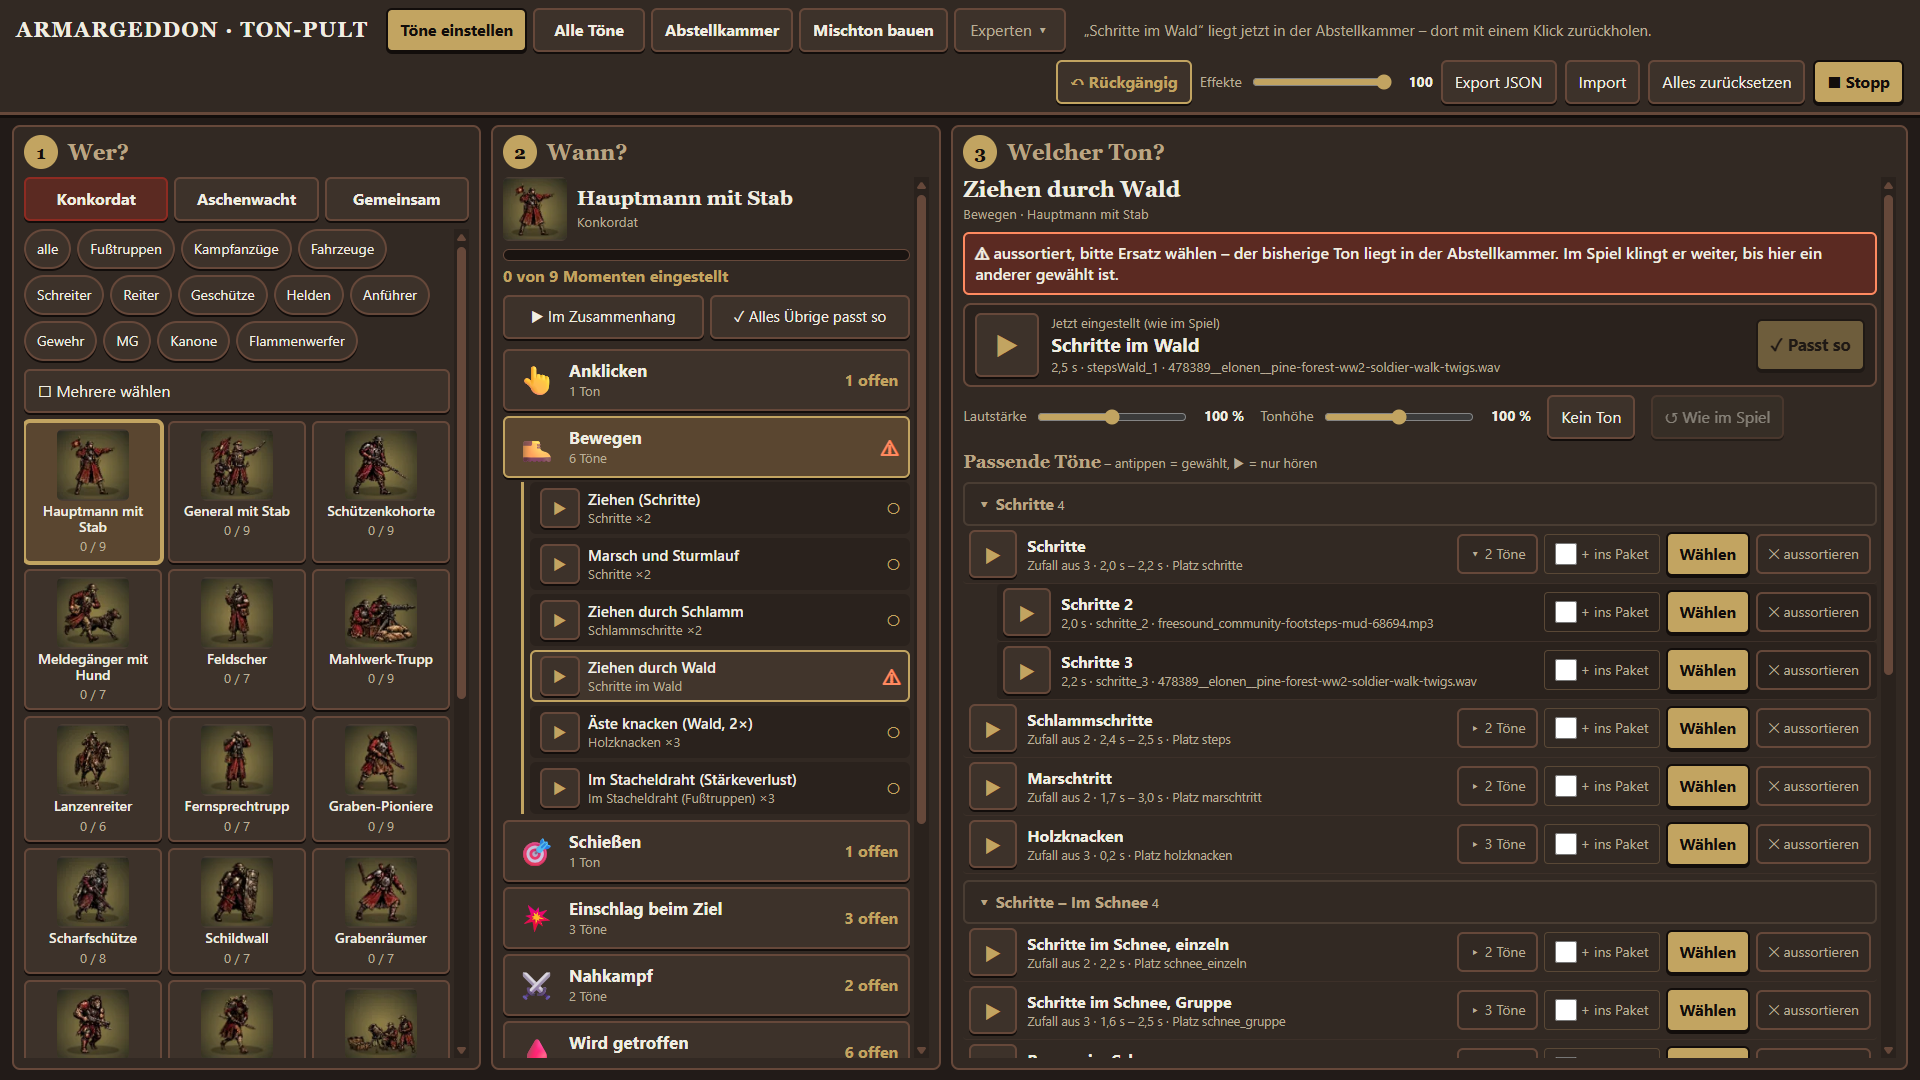 ARMARGEDDON · TON-PULT
Töne einstellen
Alle Töne
Abstellkammer
Mischton bauen
Experten ▾
„Schritte im Wald“ liegt jetzt in der Abstellkammer – dort mit einem Klick zurückholen.
↶ Rückgängig
Effekte
100
Export JSON
Import
Alles zurücksetzen
■ Stopp
1 Wer?
Konkordat
Aschenwacht
Gemeinsam
alle
Fußtruppen
Kampfanzüge
Fahrzeuge
Schreiter
Reiter
Geschütze
Helden
Anführer
Gewehr
MG
Kanone
Flammenwerfer
☐ Mehrere wählen
Hauptmann mit
Stab
0 / 9
General mit Stab
0 / 9
Schützenkohorte
0 / 9
Meldegänger mit
Hund
0 / 7
Feldscher
0 / 7
Mahlwerk-Trupp
0 / 9
Lanzenreiter
0 / 6
Fernsprechtrupp
0 / 7
Graben-Pioniere
0 / 9
Scharfschütze
0 / 8
Schildwall
0 / 7
Grabenräumer
0 / 7
2 Wann?
Hauptmann mit Stab
Konkordat
0 von 9 Momenten eingestellt
▶ Im Zusammenhang
✓ Alles Übrige passt so
Anklicken
1 Ton
1 offen
Bewegen
6 Töne
⚠
Ziehen (Schritte)
Schritte ×2
Marsch und Sturmlauf
Schritte ×2
Ziehen durch Schlamm
Schlammschritte ×2
Ziehen durch Wald
Schritte im Wald
⚠
Äste knacken (Wald, 2×)
Holzknacken ×3
Im Stacheldraht (Stärkeverlust)
Im Stacheldraht (Fußtruppen) ×3
Schießen
1 Ton
1 offen
Einschlag beim Ziel
3 Töne
3 offen
Nahkampf
2 Töne
2 offen
Wird getroffen
6 offen
3 Welcher Ton?
Ziehen durch Wald
Bewegen · Hauptmann mit Stab
⚠ aussortiert, bitte Ersatz wählen – der bisherige Ton liegt in der Abstellkammer. Im Spiel klingt er weiter, bis hier ein
anderer gewählt ist.
Jetzt eingestellt (wie im Spiel)
Schritte im Wald
2,5 s · stepsWald_1 · 478389__elonen__pine-forest-ww2-soldier-walk-twigs.wav
✓ Passt so
Lautstärke
100 %
Tonhöhe
100 %
Kein Ton
↺ Wie im Spiel
Passende Töne – antippen = gewählt, ▶ = nur hören
▾ Schritte 4
Schritte
Zufall aus 3 · 2,0 s – 2,2 s · Platz schritte
▾ 2 Töne
+ ins Paket
Wählen
✕ aussortieren
Schritte 2
2,0 s · schritte_2 · freesound_community-footsteps-mud-68694.mp3
+ ins Paket
Wählen
✕ aussortieren
Schritte 3
2,2 s · schritte_3 · 478389__elonen__pine-forest-ww2-soldier-walk-twigs.wav
+ ins Paket
Wählen
✕ aussortieren
Schlammschritte
Zufall aus 2 · 2,4 s – 2,5 s · Platz steps
▸ 2 Töne
+ ins Paket
Wählen
✕ aussortieren
Marschtritt
Zufall aus 2 · 1,7 s – 3,0 s · Platz marschtritt
▸ 2 Töne
+ ins Paket
Wählen
✕ aussortieren
Holzknacken
Zufall aus 3 · 0,2 s · Platz holzknacken
▸ 3 Töne
+ ins Paket
Wählen
✕ aussortieren
▾ Schritte – Im Schnee 4
Schritte im Schnee, einzeln
Zufall aus 2 · 2,2 s · Platz schnee_einzeln
▸ 2 Töne
+ ins Paket
Wählen
✕ aussortieren
Schritte im Schnee, Gruppe
Zufall aus 3 · 1,6 s – 2,5 s · Platz schnee_gruppe
▸ 3 Töne
+ ins Paket
Wählen
✕ aussortieren